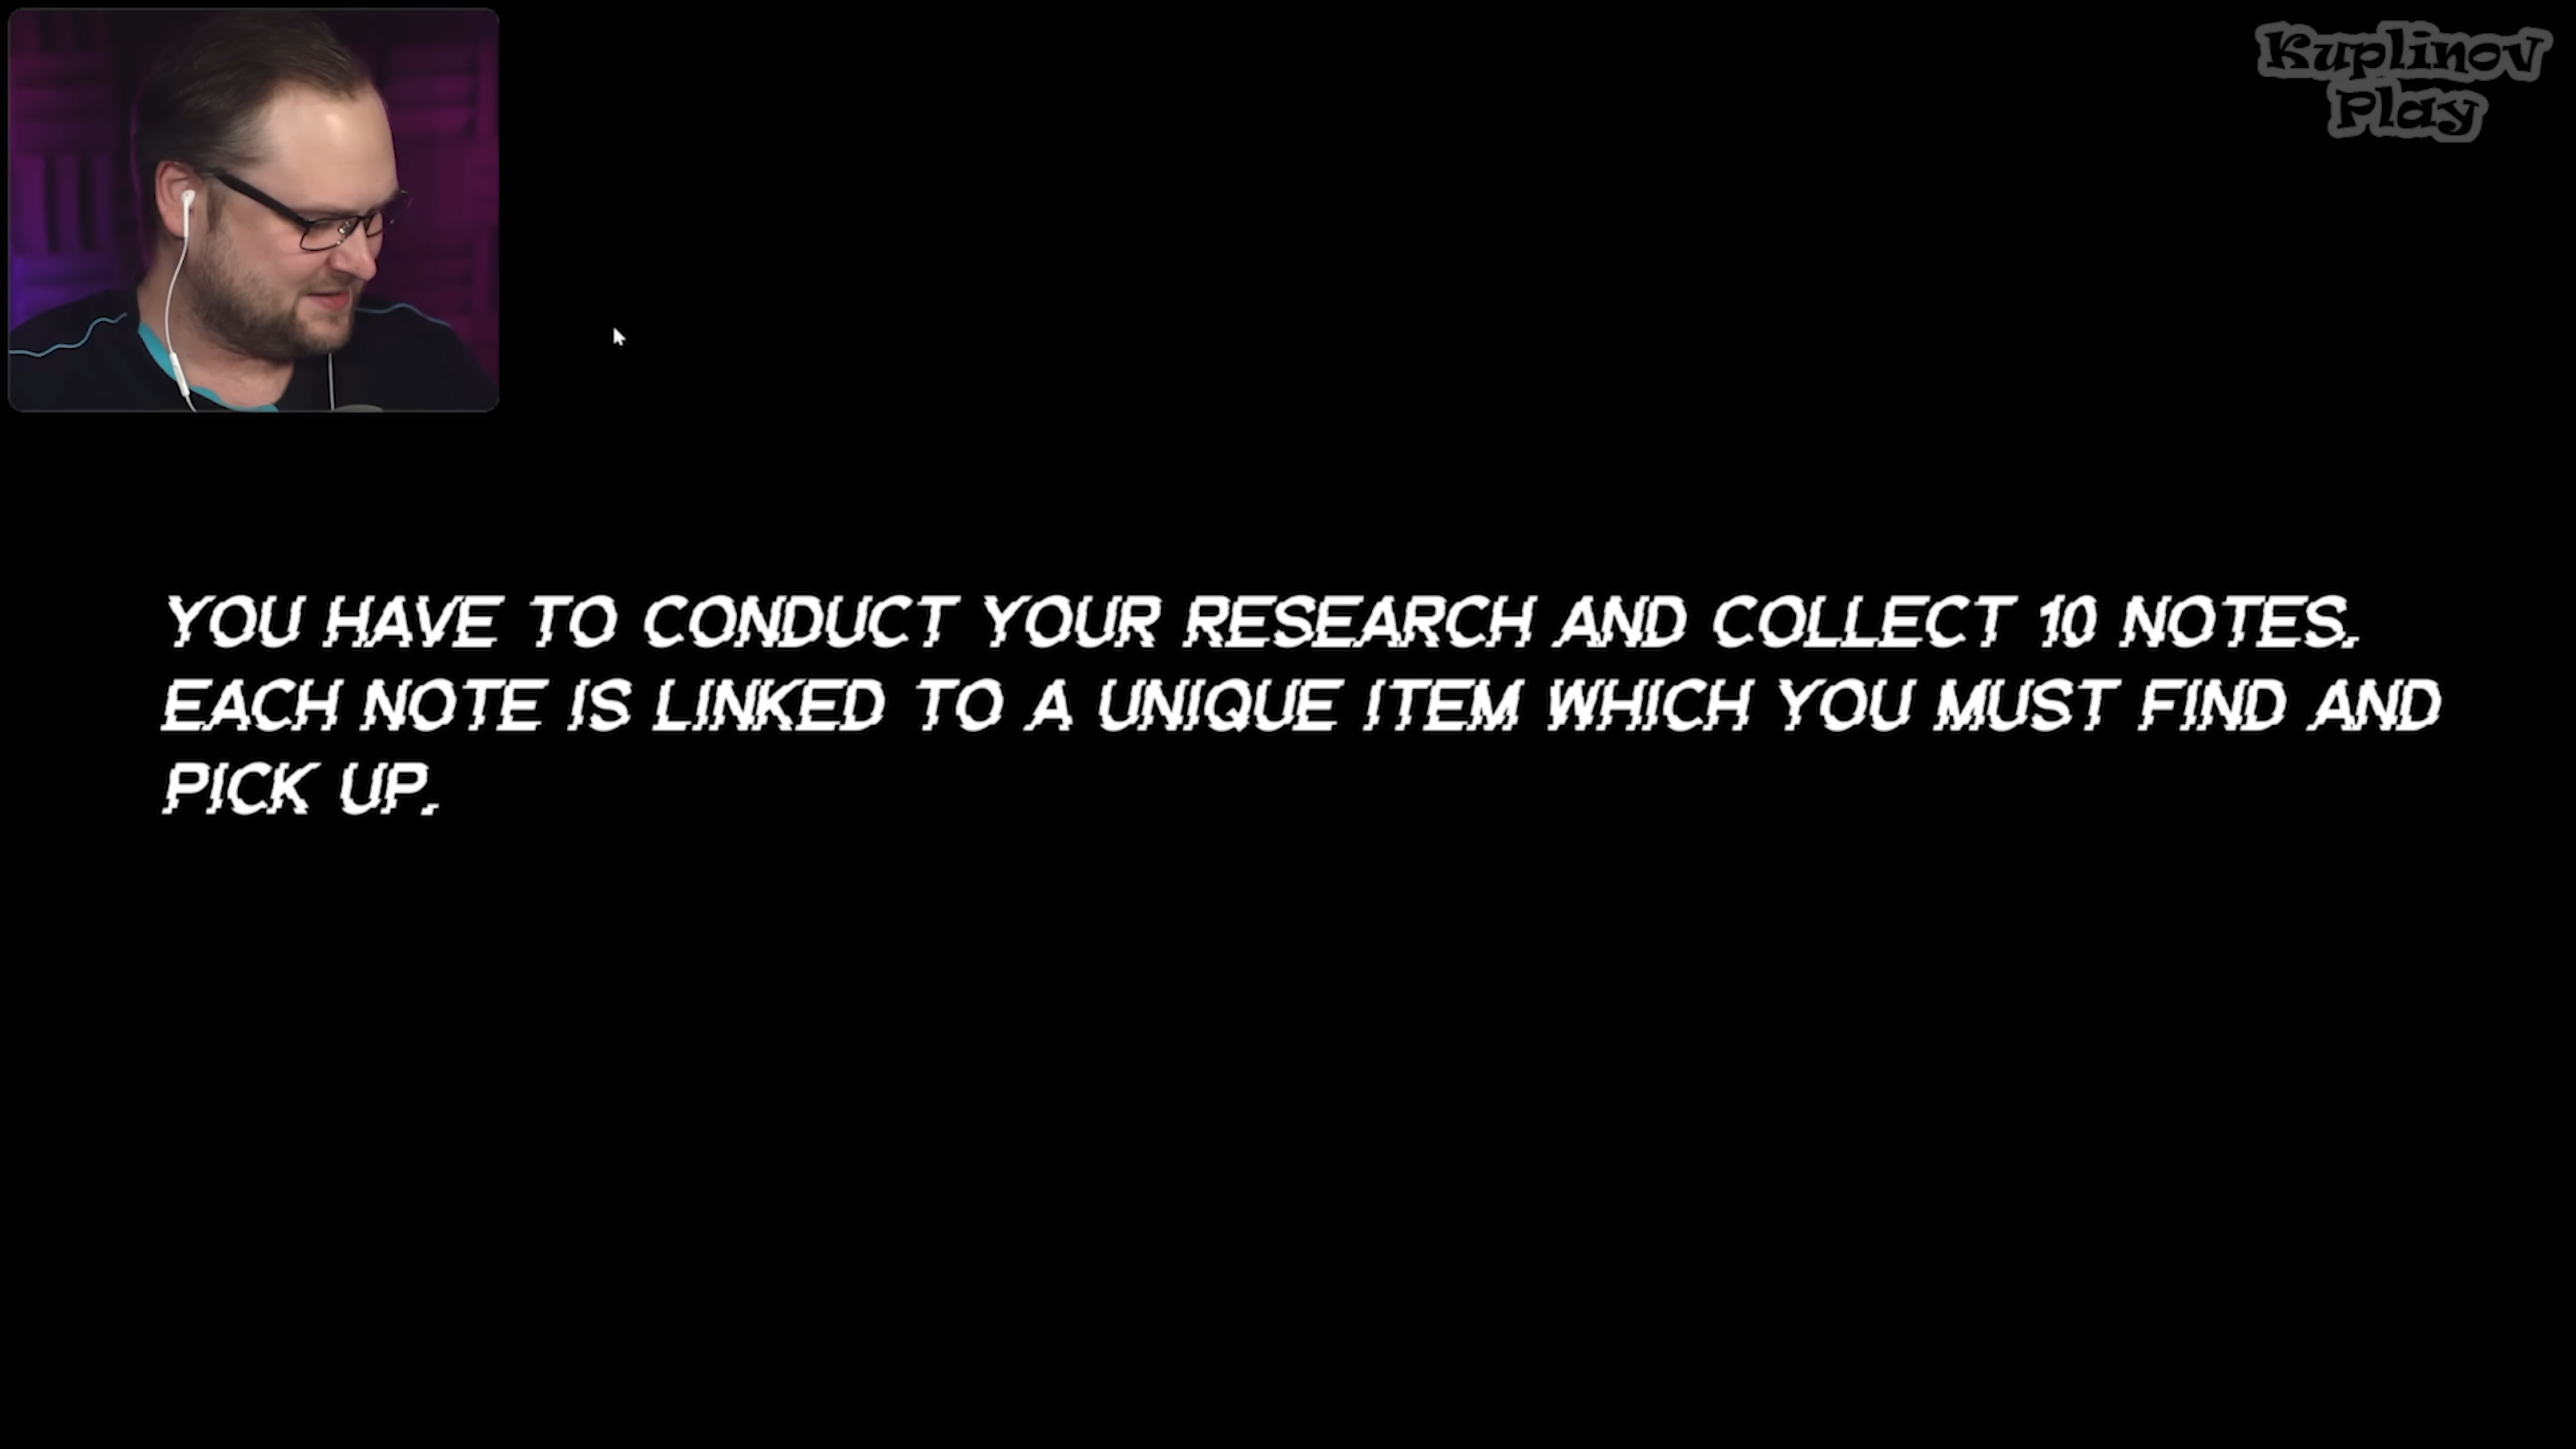 Kuplinov
Play
YOU HAVE TO CONDUCT YOUR RESEARCH AND COLLECT 10 NOTES.
EACH NOTE IS LINKED TO A UNIQUE ITEM WHICH YOU MUST FIND AND
PICK UP.